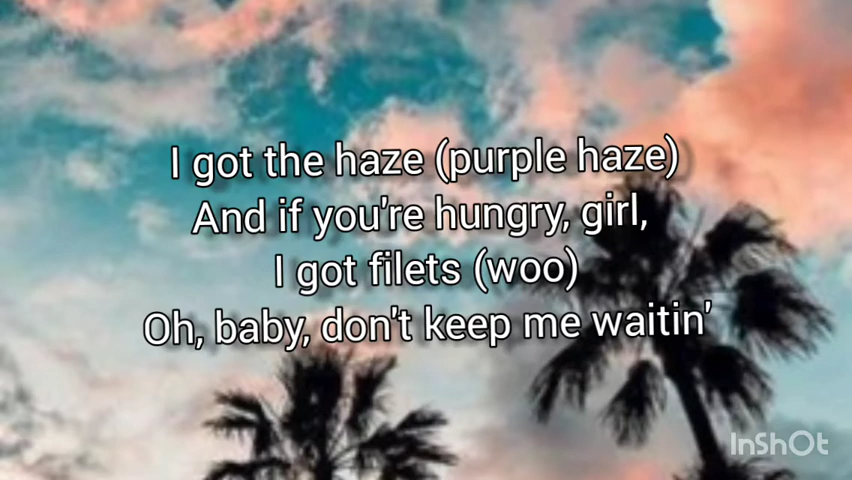 I got the haze (purple haze)
And if you're hungry, girl,
I got filets (woo)
Oh, baby, don't keep me waitin'
InShOt